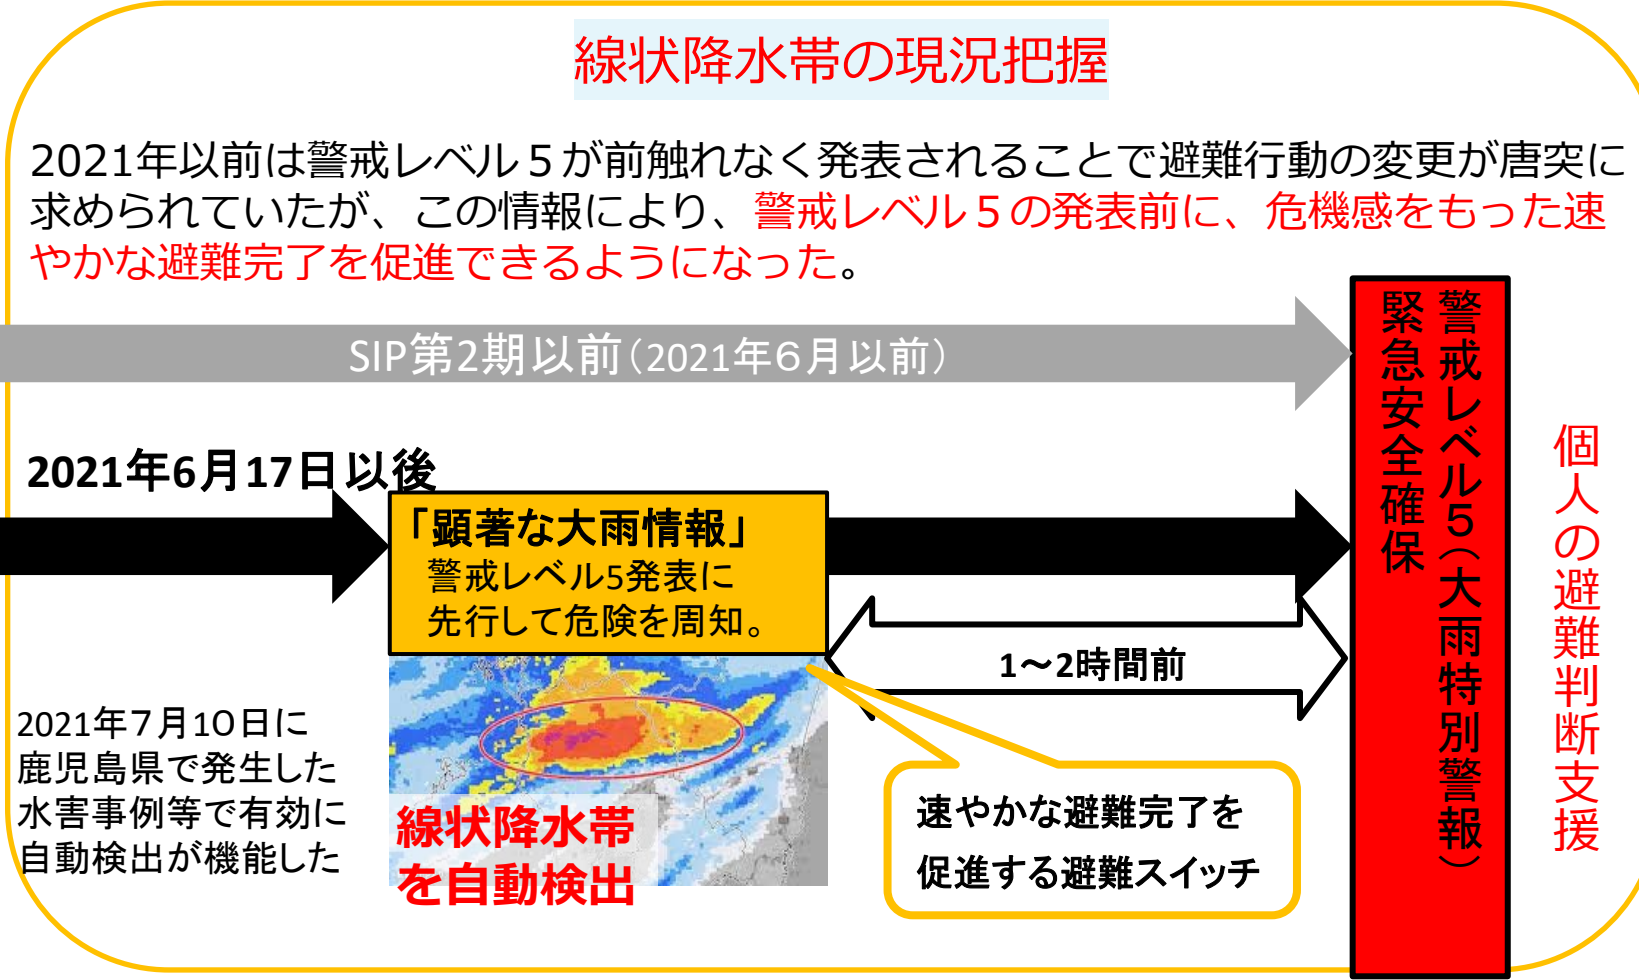 線状降水帯の現況把握
2021年以前は警戒レベル５が前触れなく発表されることで避難行動の変更が唐突に
求められていたが、この情報により、警戒レベル５の発表前に、危機感をもった速
やかな避難完了を促進できるようになった。
SIP第2期以前（2021年６月以前）
2021年6月17日以後
「顕著な大雨情報」
警戒レベル5発表に
先行して危険を周知。
1～2時間前
2021年７月1０日に
鹿児島県で発生した
水害事例等で有効に
自動検出が機能した
線状降水帯
を自動検出
速やかな避難完了を
促進する避難スイッチ
警戒レベル５（大雨特別警報）
緊急安全確保
個人の避難判断支援